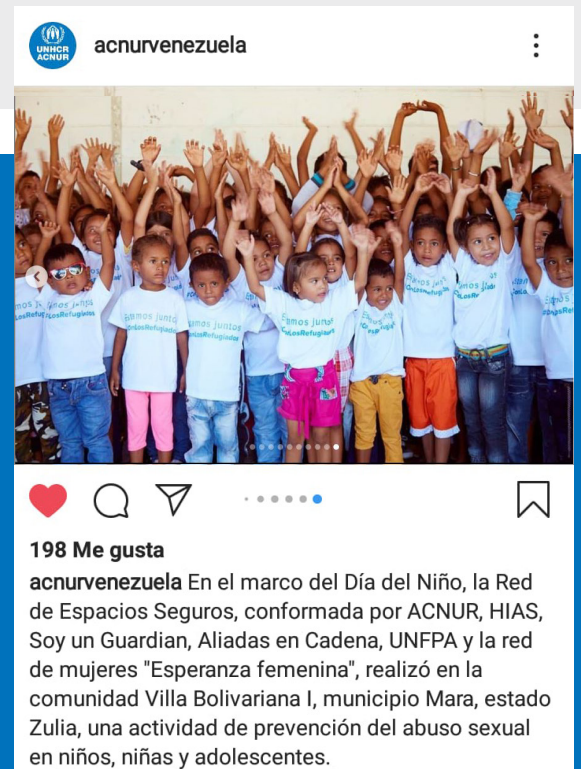 UNHCR
ACNUR
acnurvenezuela
Estamos juntos
ConLosRefugiados
198 Me gusta
acnurvenezuela En el marco del Día del Niño, la Red
de Espacios Seguros, conformada por ACNUR, HIAS,
Soy un Guardian, Aliadas en Cadena, UNFPA y la red
de mujeres "Esperanza femenina", realizó en la
comunidad Villa Bolivariana I, municipio Mara, estado
Zulia, una actividad de prevención del abuso sexual
en niños, niñas y adolescentes.